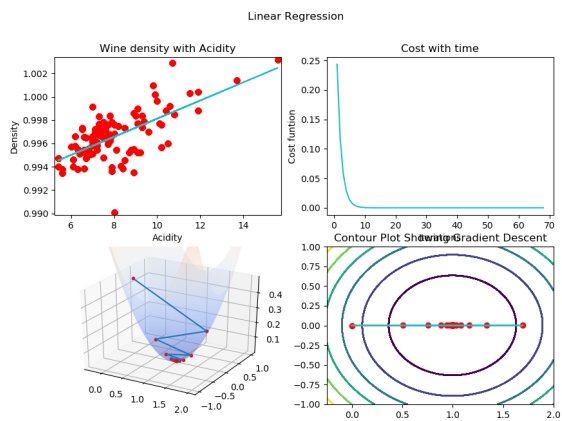 Linear Regression
Wine density with Acidity
Cost with time
Density
1.002
1.000
0.998
0.996
0.994
0.992
0.990
6 8 10 12 14
Acidity
Cost funtion
0.25
0.20
0.15
0.10
0.05
0.00
0 10 20 30 40 50 60 70
Contour Plot Showing Gradient Descent
0.4
0.3
0.2
0.1
0.0 0.5 1.0 1.5 2.0
−1.0 −0.5 0.0 0.5 1.0
1.00
0.75
0.50
0.25
0.00
−0.25
−0.50
−0.75
−1.00
0.0 0.5 1.0 1.5 2.0